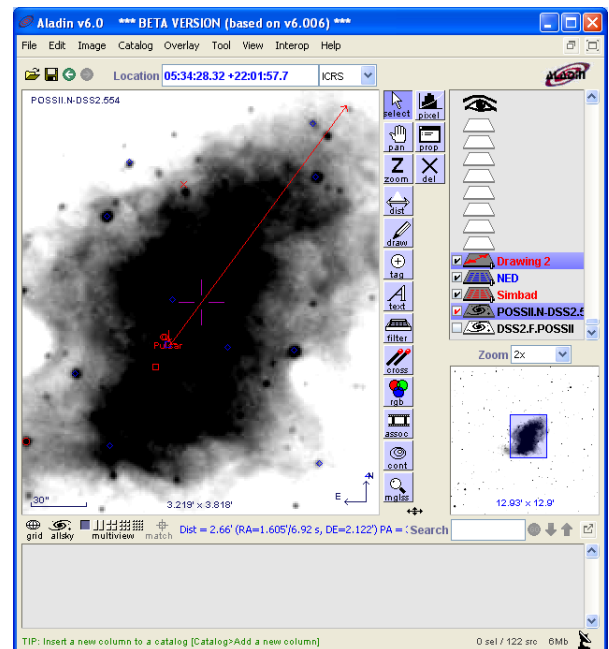 Aladin v6.0 *** BETA VERSION (based on v6.006) ***
File Edit Image Catalog Overlay Tool View Interop Help
Location 05:34:28.32 +22:01:57.7 ICRS Aladin
POSSII.N-DSS2.554
select pixel
pan prop
Z
zoom del
dist
draw
tag
text
filter
cross
rgb
assoc
cont
mglss
Drawing 2
NED
Simbad
POSSII.N-DSS2.5
DSS2.F.POSSII
Zoom 2x
Pulsar
30"
3.219' x 3.818'
N
E
12.93' x 12.9'
grid allsky multiview match Dist = 2.66' (RA=1.605'/6.92 s, DE=2.122') PA = Search
TIP: Insert a new column to a catalog [Catalog>Add a new column] 0 sel / 122 src 6Mb